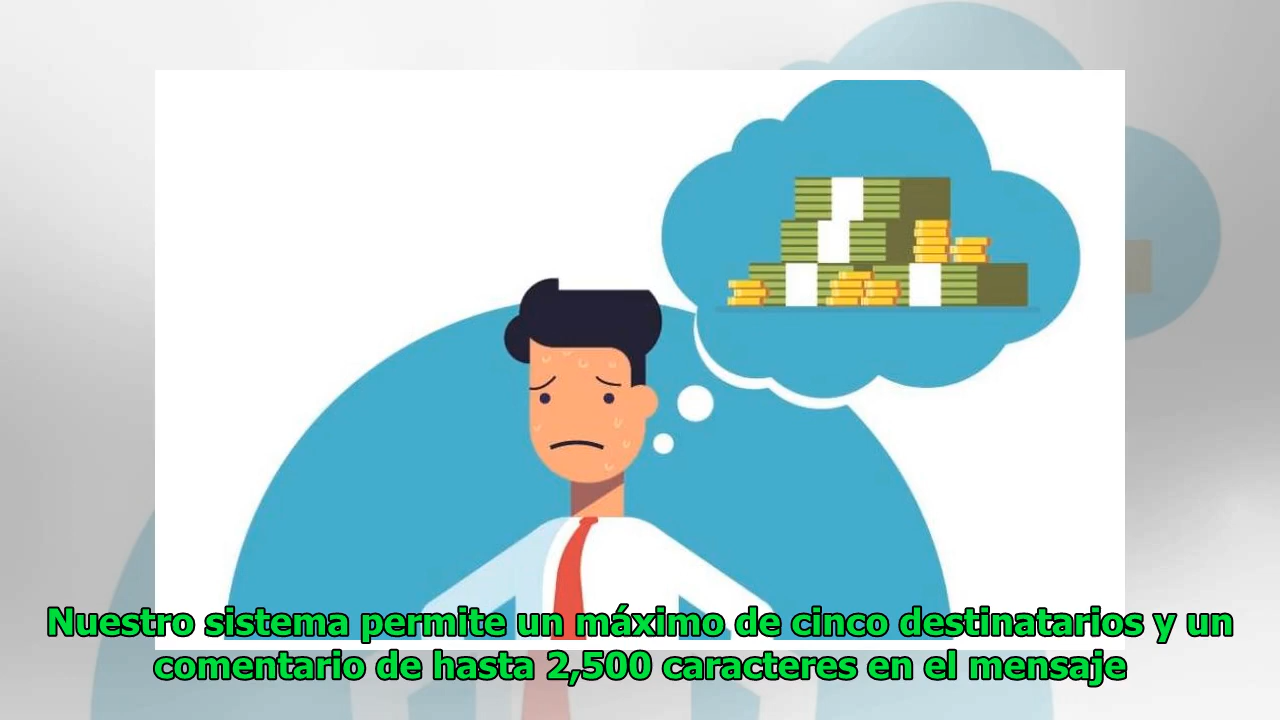 Nuestro sistema permite un máximo de cinco destinatarios y un
comentario de hasta 2,500 caracteres en el mensaje